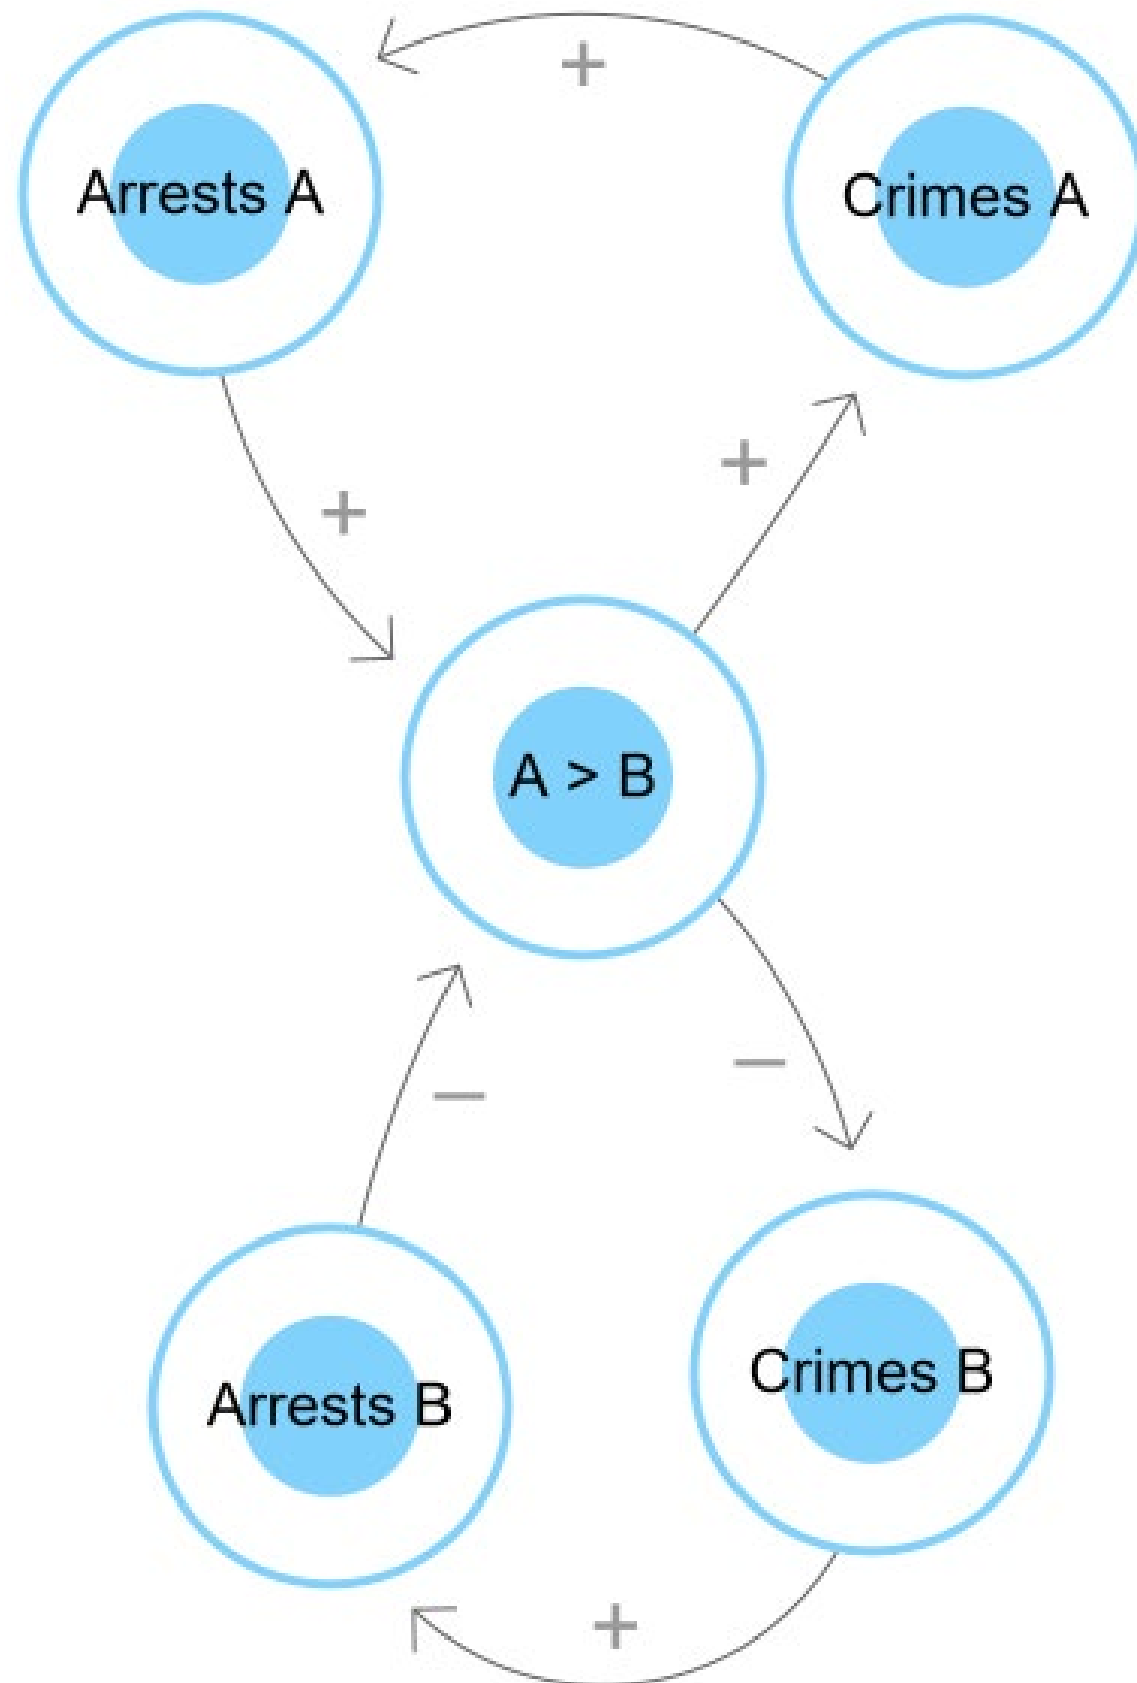 +
Arrests A
Crimes A
+
+
A > B
–
–
Arrests B
Crimes B
+